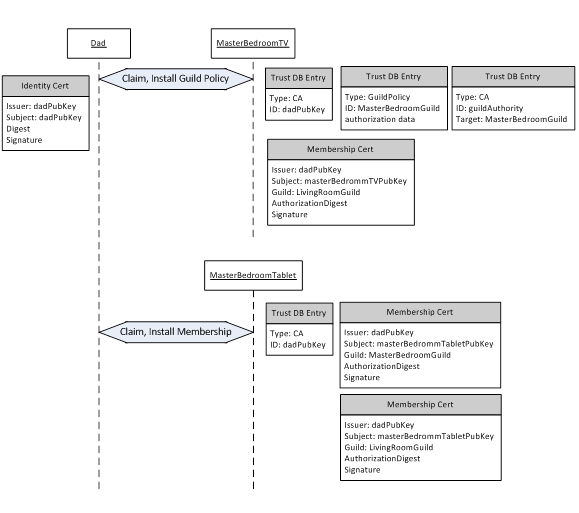 Dad
MasterBedroomTV
Claim, Install Guild Policy
Identity Cert
Issuer: dadPubKey
Subject: dadPubKey
Digest
Signature
Trust DB Entry
Type: CA
ID: dadPubKey
Trust DB Entry
Type: GuildPolicy
ID: MasterBedroomGuild
authorization data
Trust DB Entry
Type: CA
ID: guildAuthority
Target: MasterBedroomGuild
Membership Cert
Issuer: dadPubKey
Subject: masterBedrommTVPubKey
Guild: LivingRoomGuild
AuthorizationDigest
Signature
MasterBedroomTablet
Claim, Install Membership
Trust DB Entry
Type: CA
ID: dadPubKey
Membership Cert
Issuer: dadPubKey
Subject: masterBedrommTabletPubKey
Guild: MasterBedroomGuild
AuthorizationDigest
Signature
Membership Cert
Issuer: dadPubKey
Subject: masterBedrommTabletPubKey
Guild: LivingRoomGuild
AuthorizationDigest
Signature